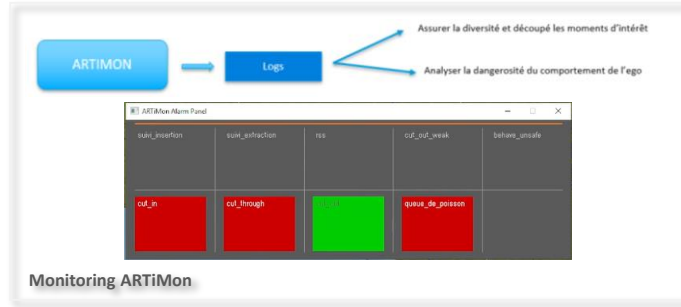 Assurer la diversité et découpé les moments d'intérêt
ARTIMON
Logs
Analyser la dangerosité du comportement de l'ego
ARTiMon Alarm Panel
suivi_insertion suivi_extraction rss cut_out_weak behave_unsafe
cut_in cut_through queue_de_poisson
Monitoring ARTiMon